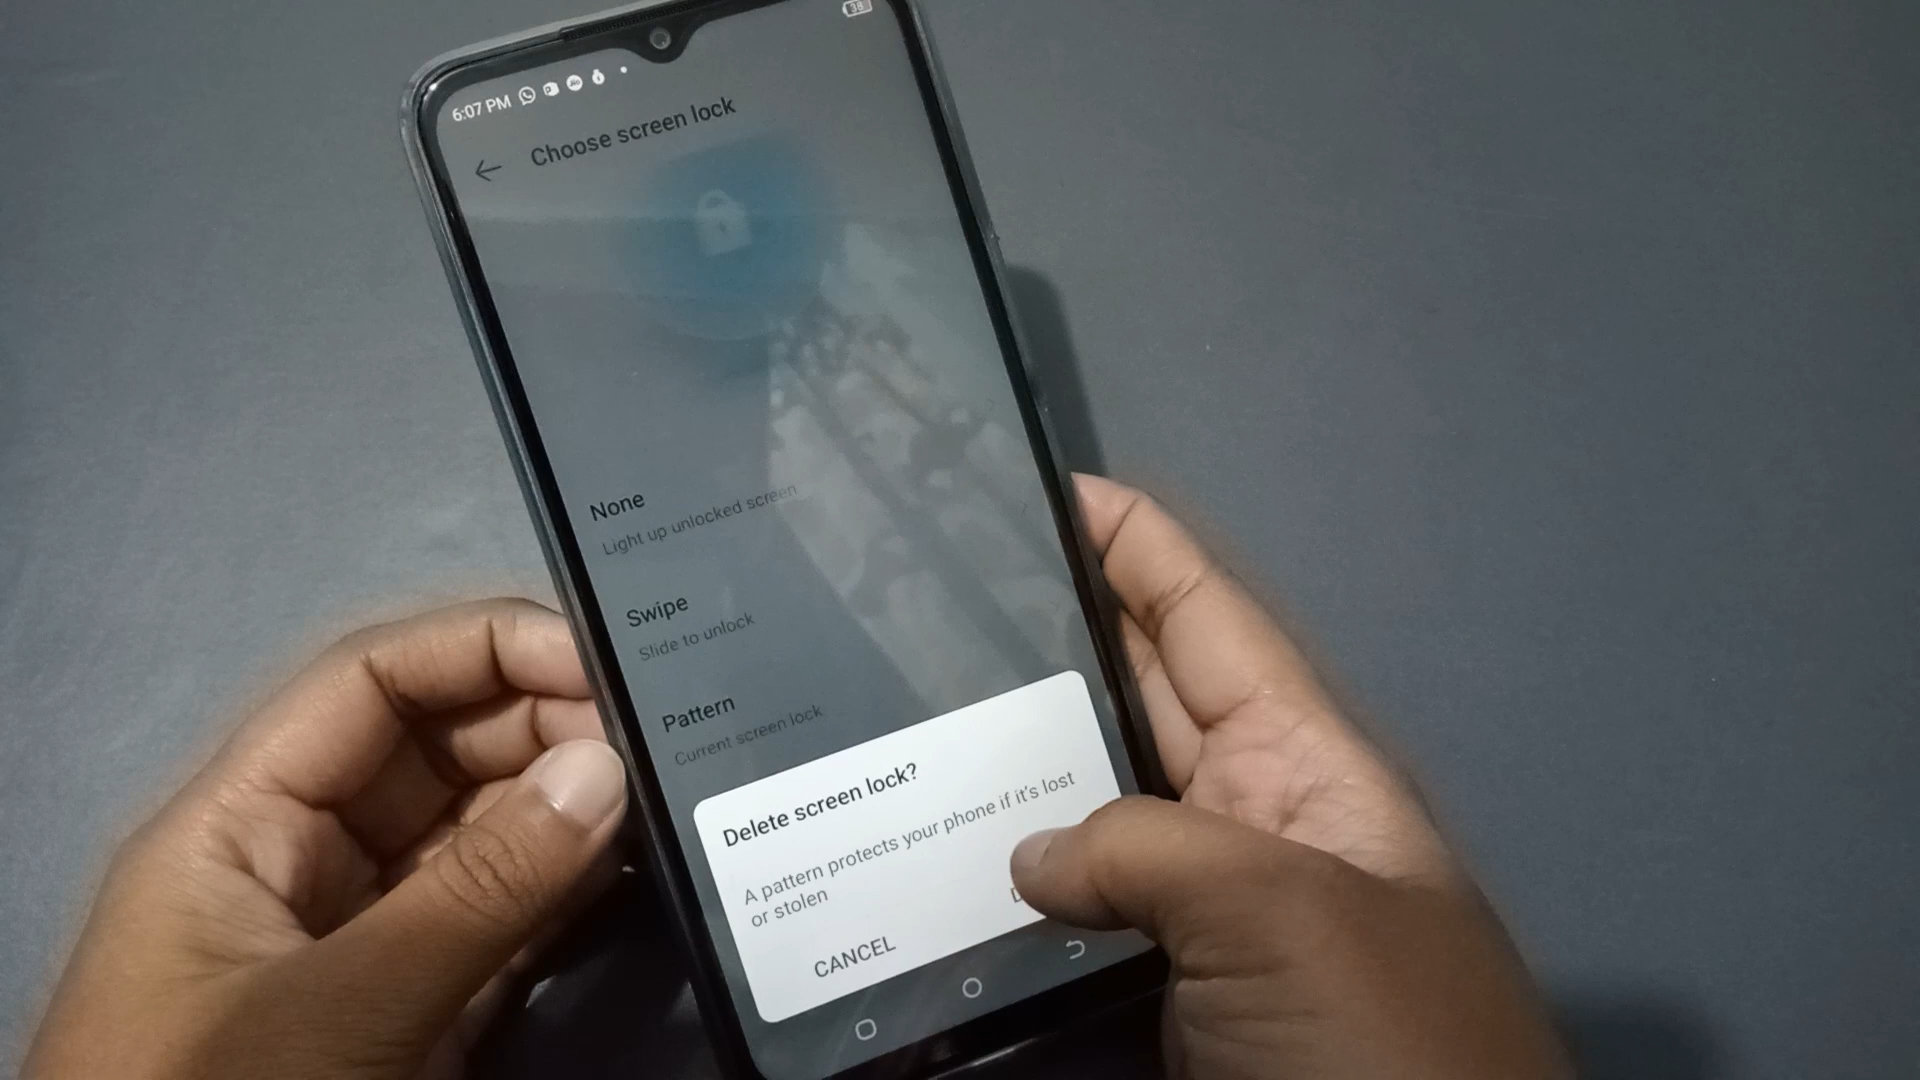 38
6:07 PM
Choose screen lock
None
Light up unlocked screen
Swipe
Slide to unlock
Pattern
Current screen lock
Delete screen lock?
A pattern protects your phone if it's lost
or stolen
CANCEL